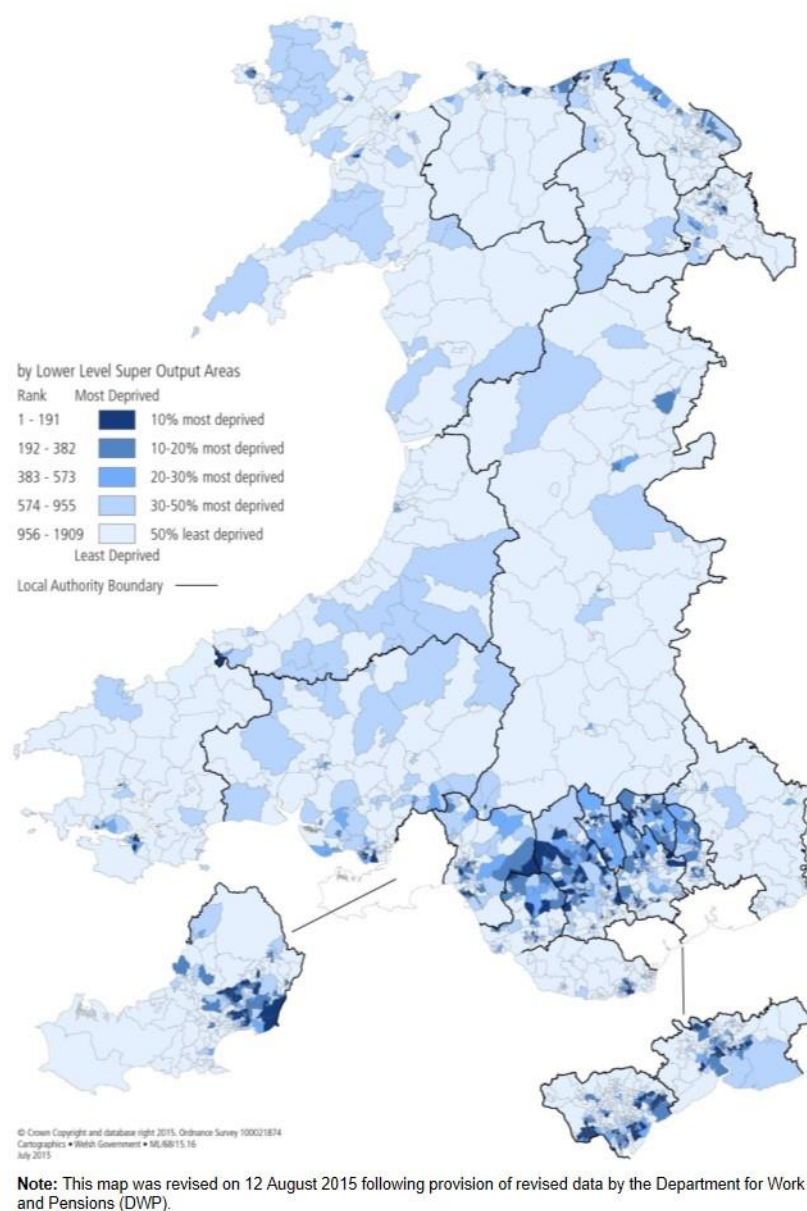 by Lower Level Super Output Areas
Rank Most Deprived
1 - 191 10% most deprived
192 - 382 10-20% most deprived
383 - 573 20-30% most deprived
574 - 955 30-50% most deprived
956 - 1909 50% least deprived
Least Deprived
Local Authority Boundary
© Crown Copyright and database right 2015. Ordnance Survey 100021874
Cartographics • Welsh Government • ML/68/15.16
July 2015
Note: This map was revised on 12 August 2015 following provision of revised data by the Department for Work
and Pensions (DWP).